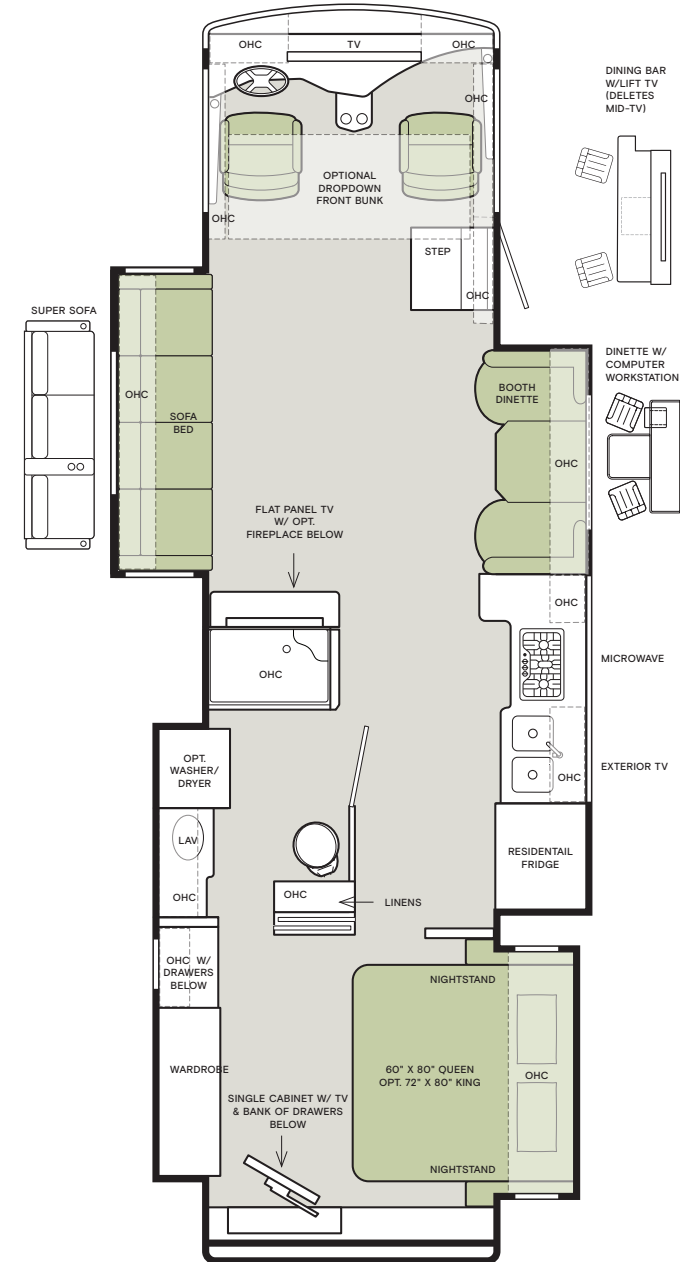 OHC
TV
OHC
DINING BAR
W/LIFT TV
(DELETES
MID-TV)
OHC
OPTIONAL
DROPDOWN
FRONT BUNK
OHC
STEP
OHC
SUPER SOFA
DINETTE W/
COMPUTER
WORKSTATION
OHC
SOFA
BED
BOOTH
DINETTE
OHC
FLAT PANEL TV
W/ OPT.
FIREPLACE BELOW
OHC
MICROWAVE
OHC
EXTERIOR TV
OHC
OPT.
WASHER/
DRYER
LAV
RESIDENTAIL
FRIDGE
OHC
OHC
LINENS
OHC W/
DRAWERS
BELOW
NIGHTSTAND
WARDROBE
60" X 80" QUEEN
OPT. 72" X 80" KING
OHC
SINGLE CABINET W/ TV
& BANK OF DRAWERS
BELOW
NIGHTSTAND